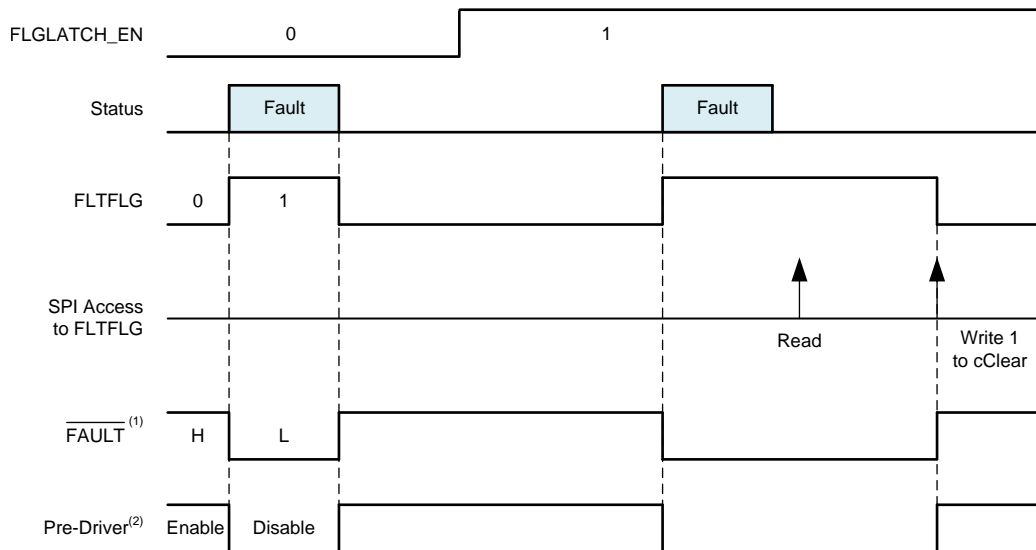 FLGLATCH_EN
0
1
Status
Fault
Fault
FLTFLG
0
1
SPI Access
to FLTFLG
Read
Write 1
to cClear
FAULT (1)
H
L
Pre-Driver(2)
Enable
Disable